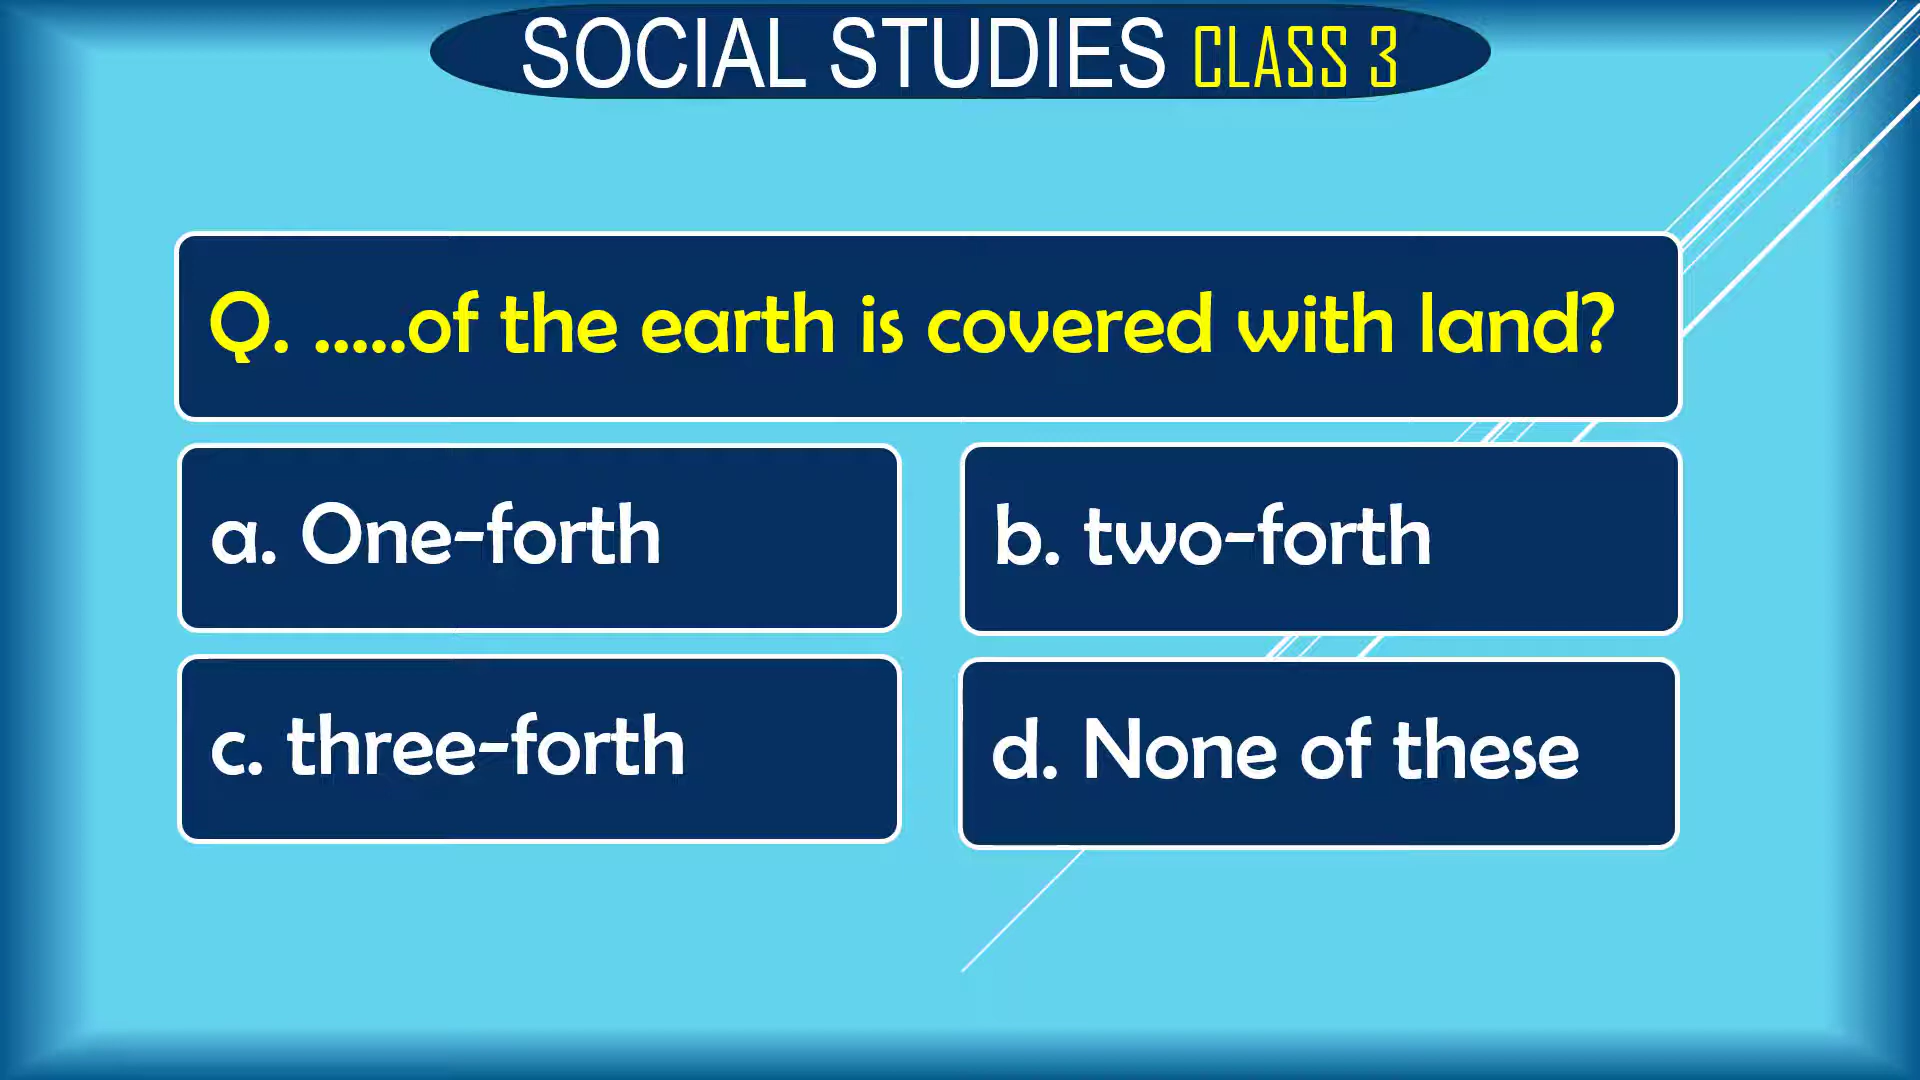 SOCIAL STUDIES CLASS 3
Q. .....of the earth is covered with land?
a. One-forth
b. two-forth
c. three-forth
d. None of these